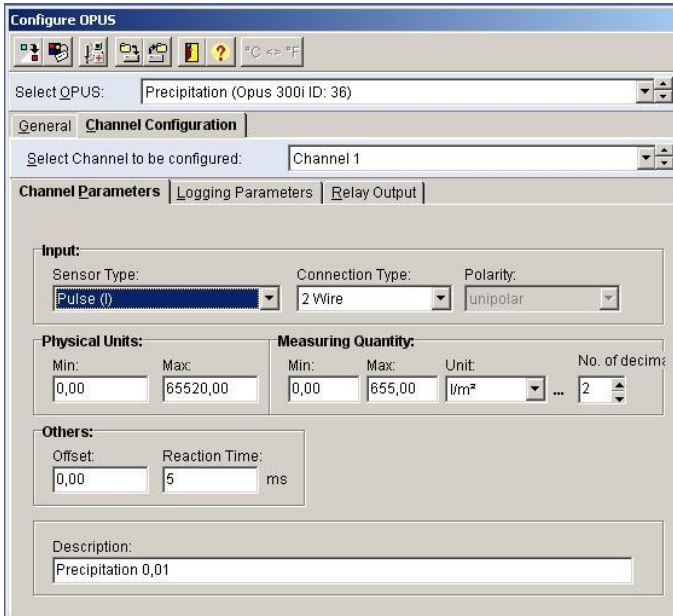 Configure OPUS
°C <> °F
Select OPUS: Precipitation (Opus 300i ID: 36)
General Channel Configuration
Select Channel to be configured: Channel 1
Channel Parameters Logging Parameters Relay Output
Input:
Sensor Type: Connection Type: Polarity:
Pulse (I) 2 Wire unipolar
Physical Units: Measuring Quantity:
Min: Max: Min: Max: Unit: No. of decima
0,00 65520,00 0,00 655,00 l/m² ... 2
Others:
Offset: Reaction Time:
0,00 5 ms
Description:
Precipitation 0,01